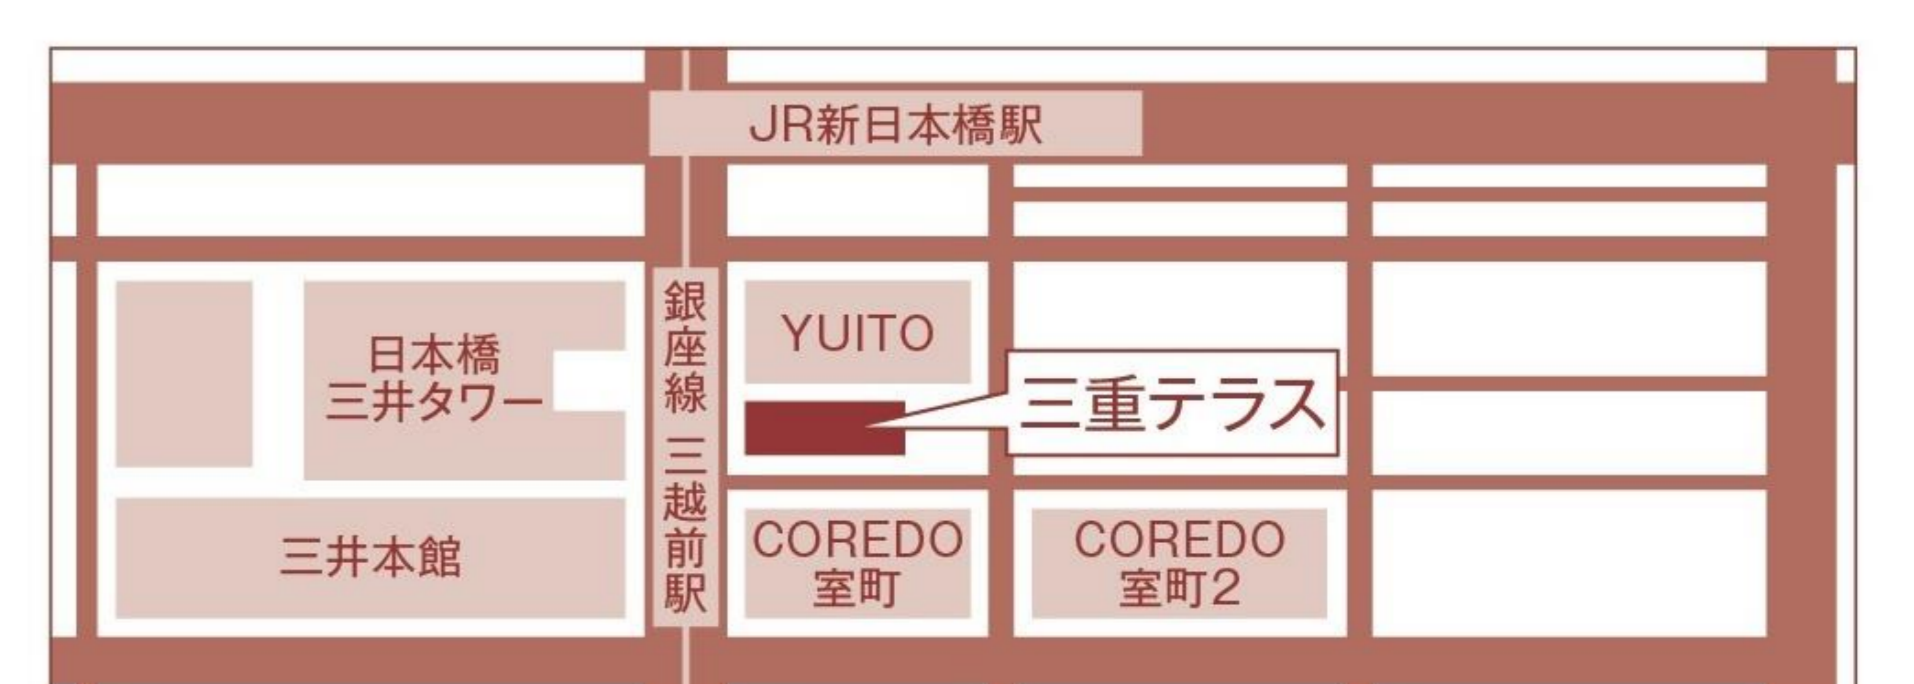 JR新日本橋駅
日本橋
三井タワー
三井本館
銀座線 三越前駅
YUITO
三重テラス
COREDO
室町
COREDO
室町2